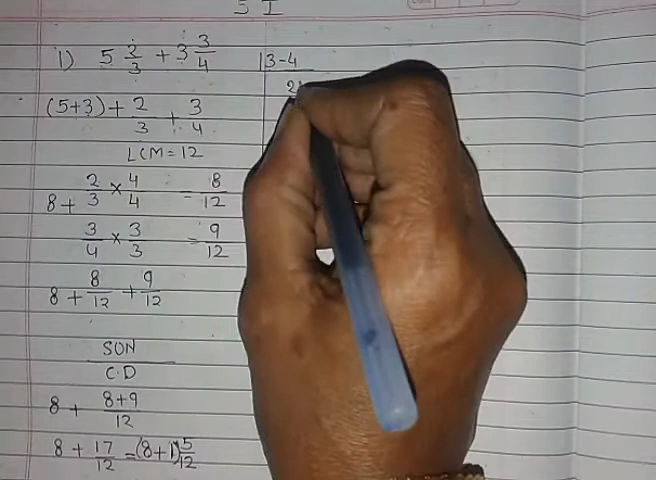 1) 5 2/3 + 3 3/4
(5+3) + 2/3 + 3/4
LCM = 12
8 + 2/3 × 4/4 = 8/12
3/4 × 3/3 = 9/12
8 + 8/12 + 9/12
SON
C.D
8 + 8+9/12
8 + 17/12 = (8+1) 5/12
3-4